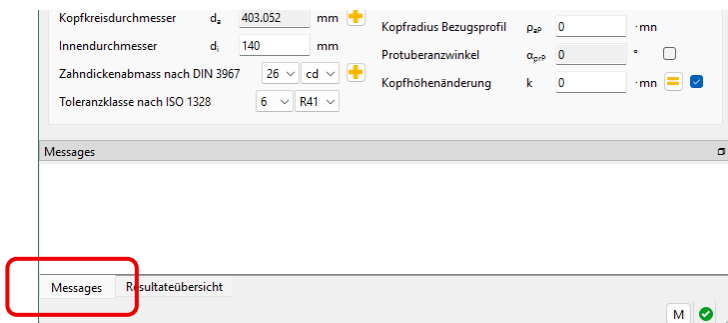 Kopfkreisdurchmesser dₐ 403.052 mm
Innendurchmesser dᵢ 140 mm
Zahndickenabmass nach DIN 3967 26 cd
Toleranzklasse nach ISO 1328 6 R41
Kopfradius Bezugsprofil ρaP 0 ·mn
Protuberanzwinkel αprP 0 °
Kopfhöhenänderung k 0 ·mn
Messages
Messages Resultateübersicht
M